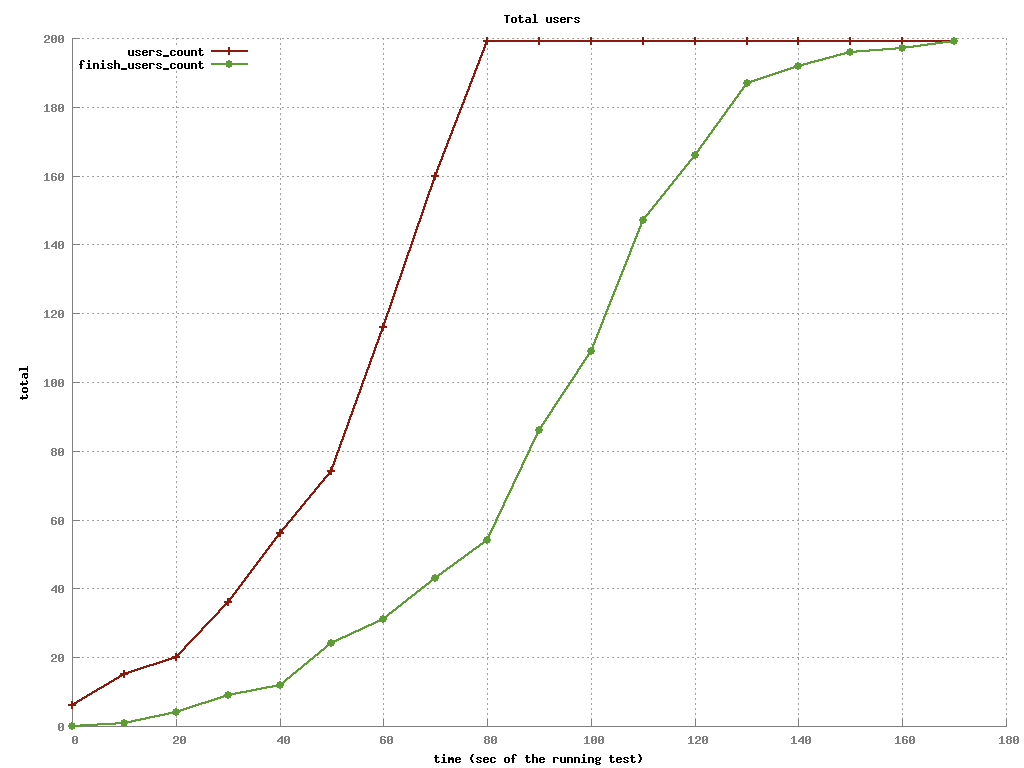 Total users
users_count
finish_users_count
200
180
160
140
120
100
80
60
40
20
0
total
0 20 40 60 80 100 120 140 160 180
time (sec of the running test)